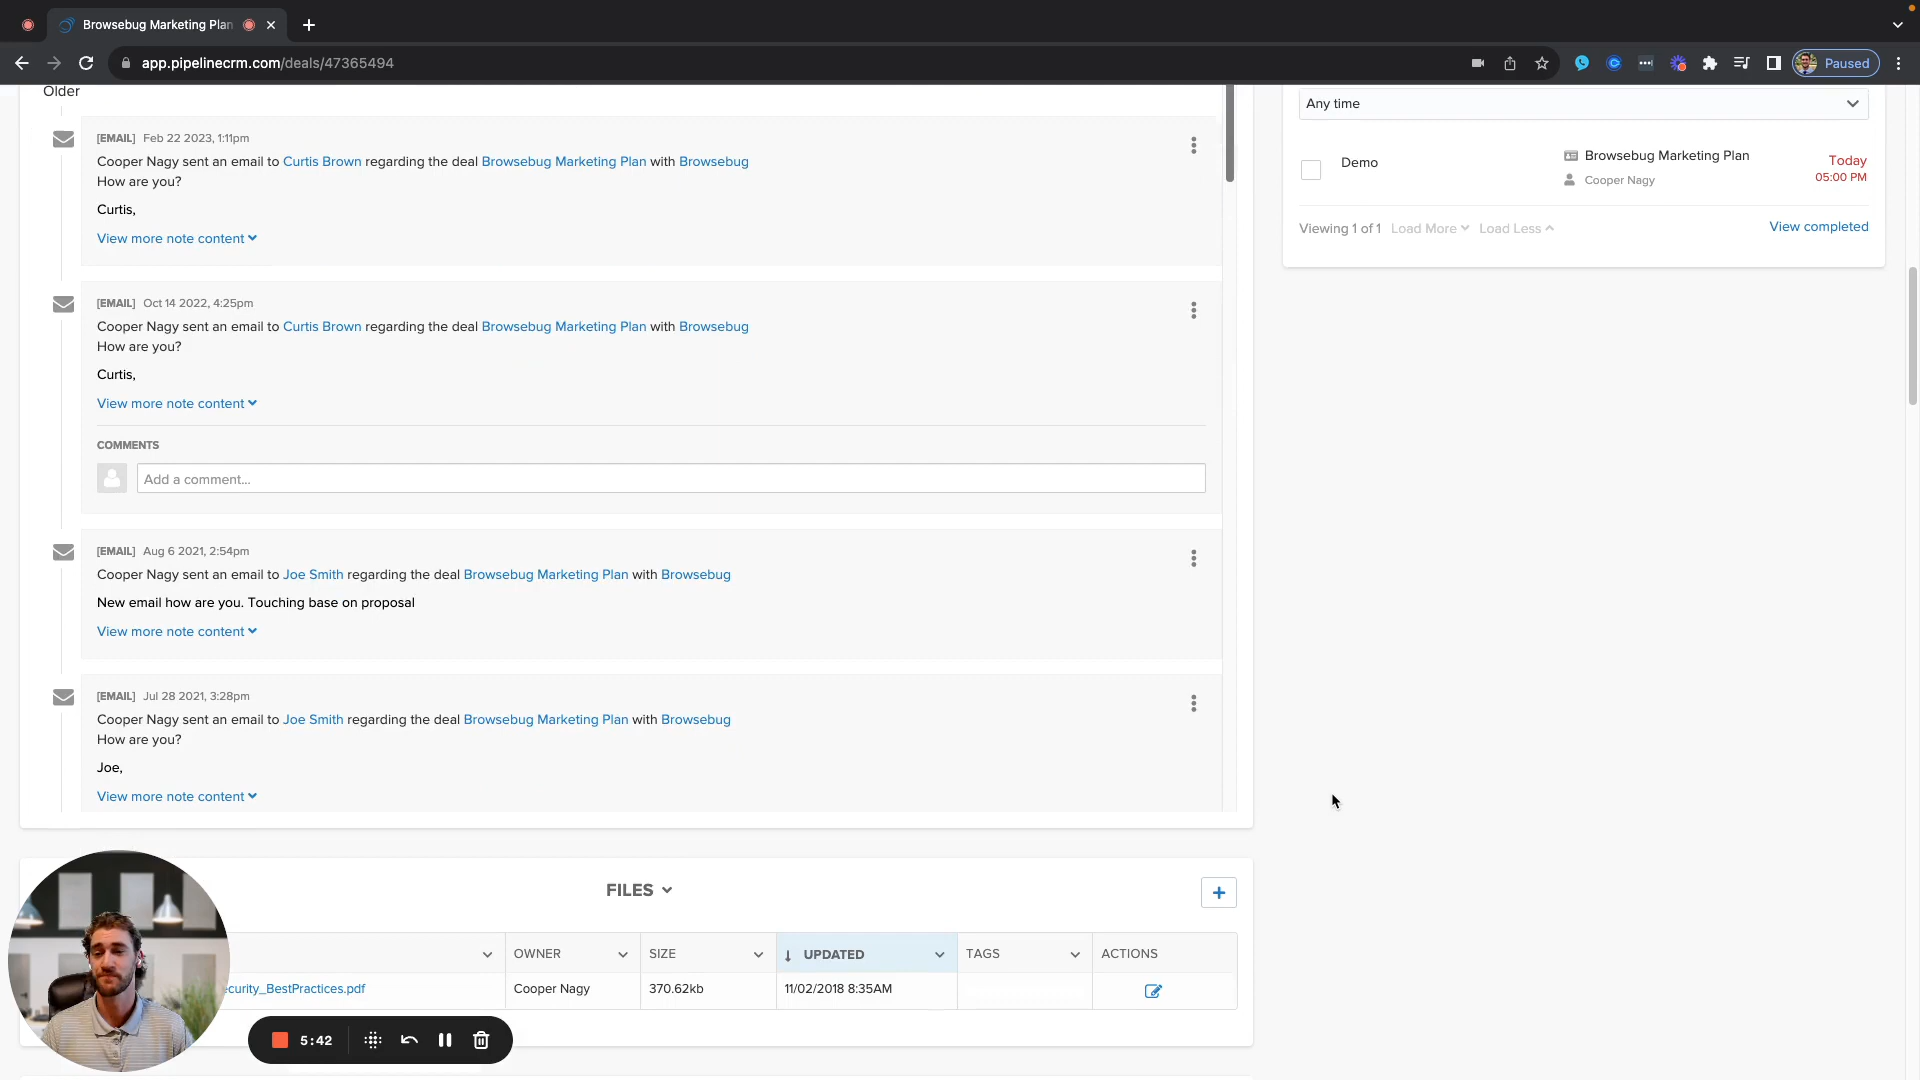 Browsebug Marketing Plan
app.pipelinecrm.com/deals/47365494
Paused
Older
[EMAIL] Feb 22 2023, 1:11pm
Cooper Nagy sent an email to Curtis Brown regarding the deal Browsebug Marketing Plan with Browsebug
How are you?
Curtis,
View more note content
[EMAIL] Oct 14 2022, 4:25pm
Cooper Nagy sent an email to Curtis Brown regarding the deal Browsebug Marketing Plan with Browsebug
How are you?
Curtis,
View more note content
COMMENTS
Add a comment...
[EMAIL] Aug 6 2021, 2:54pm
Cooper Nagy sent an email to Joe Smith regarding the deal Browsebug Marketing Plan with Browsebug
New email how are you. Touching base on proposal
View more note content
[EMAIL] Jul 28 2021, 3:28pm
Cooper Nagy sent an email to Joe Smith regarding the deal Browsebug Marketing Plan with Browsebug
How are you?
Joe,
View more note content
Any time
Demo
Browsebug Marketing Plan
Cooper Nagy
Today
05:00 PM
Viewing 1 of 1 Load More Load Less
View completed
FILES
OWNER SIZE UPDATED TAGS ACTIONS
ecurity_BestPractices.pdf Cooper Nagy 370.62kb 11/02/2018 8:35AM
5:42